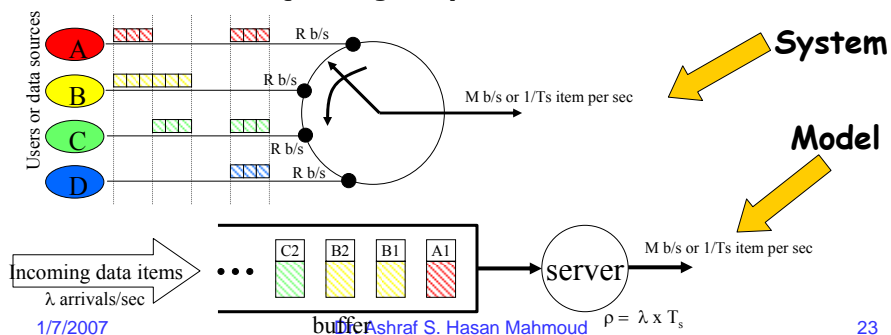 Users or data sources
A
R b/s
B
R b/s
C
R b/s
D
R b/s
M b/s or 1/Ts item per sec
System
Model
Incoming data items
λ arrivals/sec
C2 B2 B1 A1
buffer
server
M b/s or 1/Ts item per sec
ρ = λ x Ts
1/7/2007
Dr. Ashraf S. Hasan Mahmoud
23